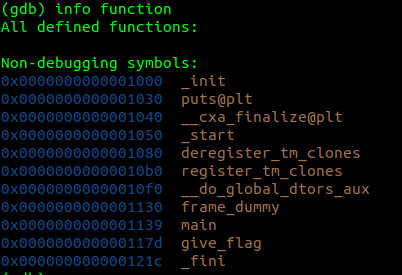 (gdb) info function
All defined functions:
Non-debugging symbols:
0x0000000000001000  _init
0x0000000000001030  puts@plt
0x0000000000001040  __cxa_finalize@plt
0x0000000000001050  _start
0x0000000000001080  deregister_tm_clones
0x00000000000010b0  register_tm_clones
0x00000000000010f0  __do_global_dtors_aux
0x0000000000001130  frame_dummy
0x0000000000001139  main
0x000000000000117d  give_flag
0x000000000000121c  _fini
(gdb)